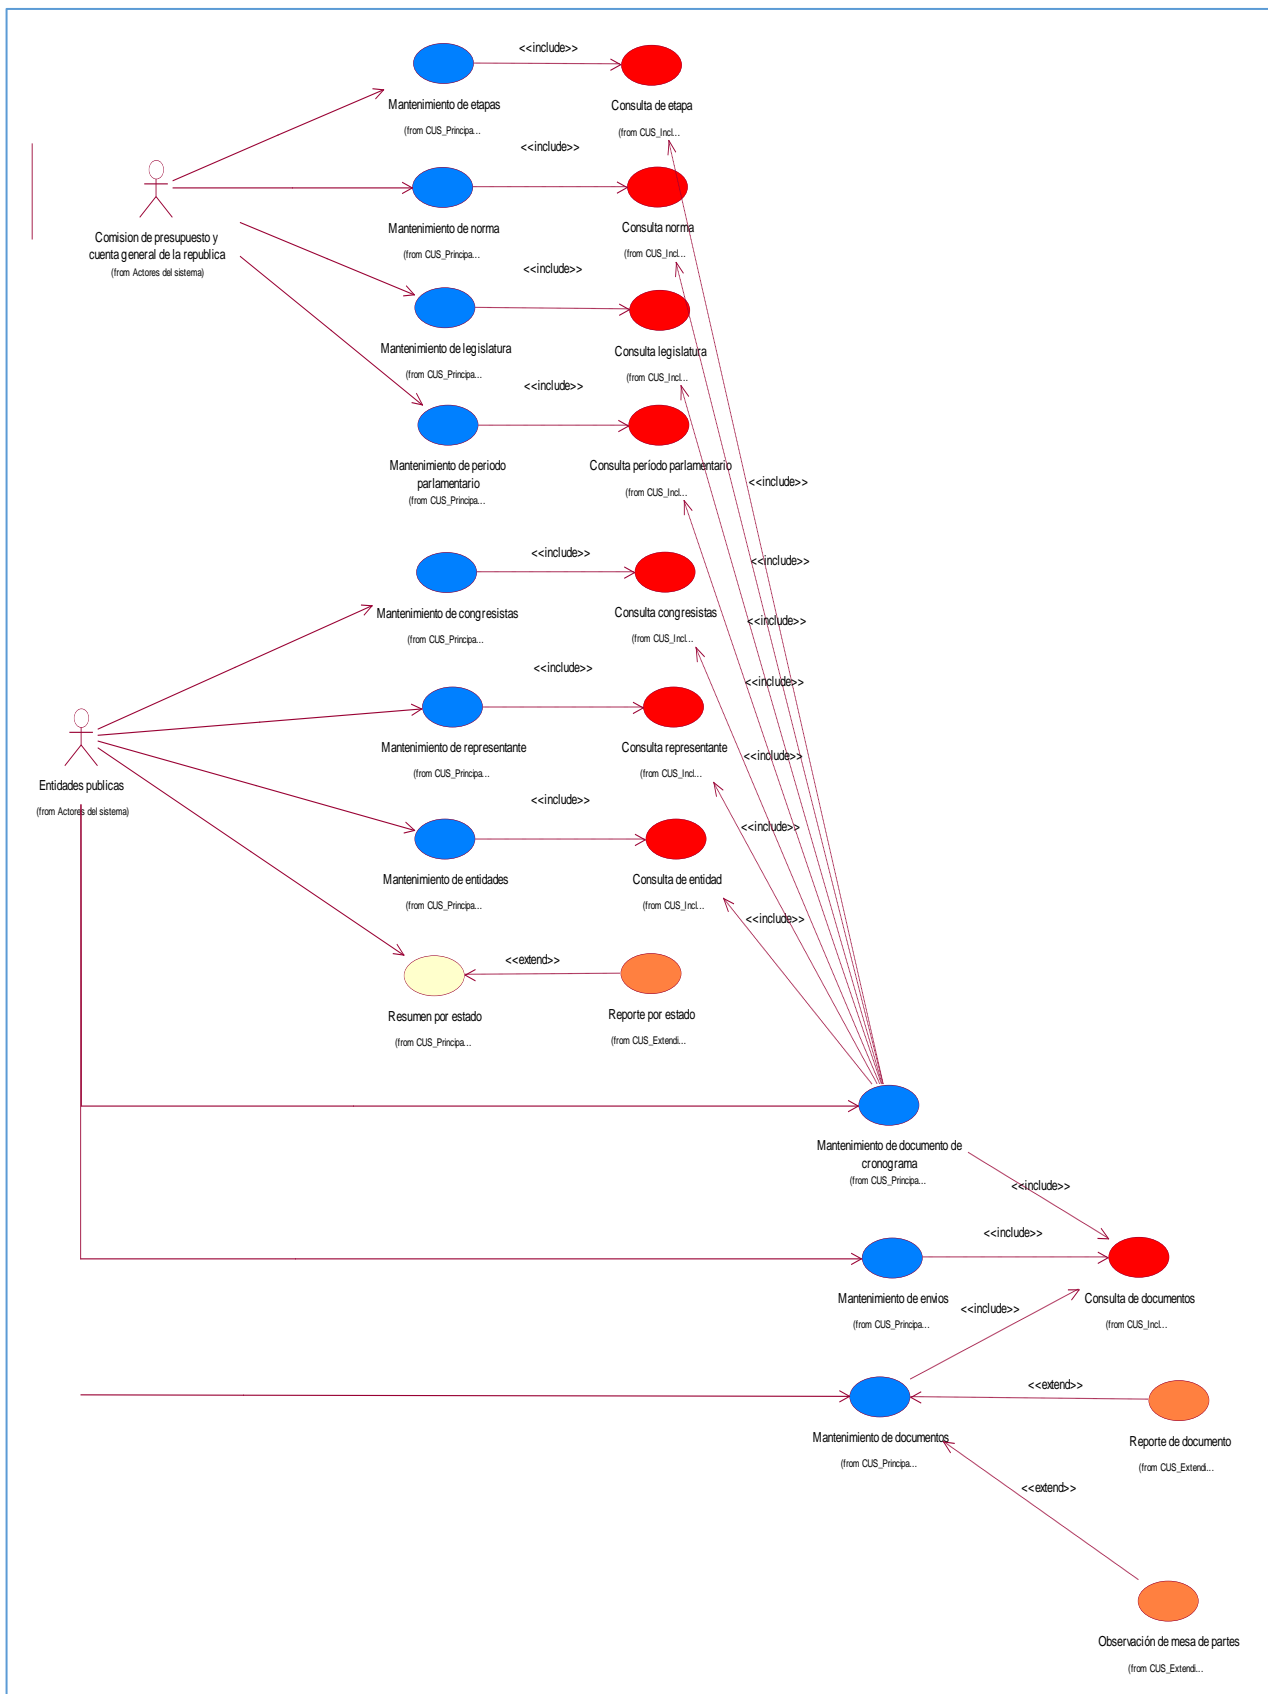 <<include>>
Mantenimiento de etapas
(from CUS_Principa...
Consulta de etapa
(from CUS_Incl...
<<include>>
Comision de presupuesto y
cuenta general de la republica
(from Actores del sistema)
Mantenimiento de norma
(from CUS_Principa...
Consulta norma
(from CUS_Incl...
<<include>>
Mantenimiento de legislatura
(from CUS_Principa...
Consulta legislatura
(from CUS_Incl...
<<include>>
Mantenimiento de periodo
parlamentario
(from CUS_Principa...
Consulta período parlamentario
(from CUS_Incl...
<<include>>
<<include>>
Mantenimiento de congresistas
(from CUS_Principa...
Consulta congresistas
(from CUS_Incl...
<<include>>
<<include>>
<<include>>
<<include>>
Mantenimiento de representante
(from CUS_Principa...
Consulta representante
(from CUS_Incl...
<<include>>
Entidades publicas
(from Actores del sistema)
<<include>>
<<include>>
Mantenimiento de entidades
(from CUS_Principa...
Consulta de entidad
(from CUS_Incl...
<<include>>
<<extend>>
Resumen por estado
(from CUS_Principa...
Reporte por estado
(from CUS_Extendi...
Mantenimiento de documento de
cronograma
(from CUS_Principa...
<<include>>
<<include>>
Mantenimiento de envios
(from CUS_Principa...
Consulta de documentos
(from CUS_Incl...
<<include>>
<<extend>>
Mantenimiento de documentos
(from CUS_Principa...
Reporte de documento
(from CUS_Extendi...
<<extend>>
Observación de mesa de partes
(from CUS_Extendi...